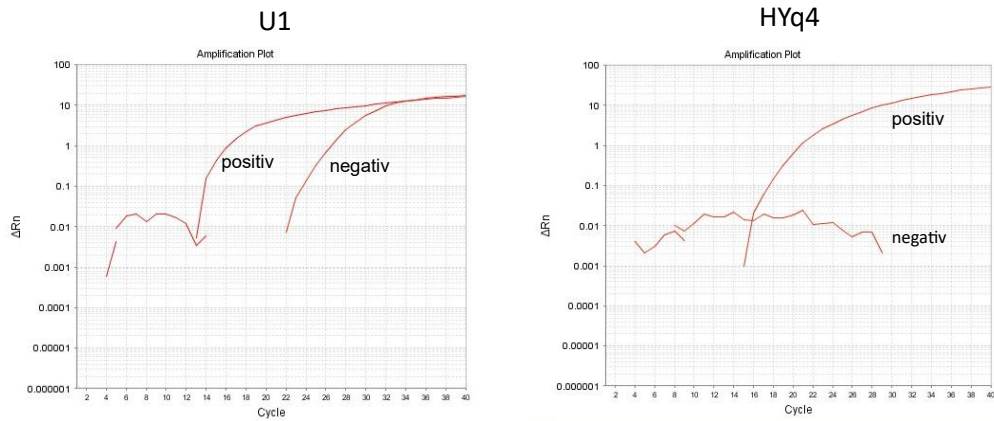 U1
Amplification Plot
100
10
1
0.1
0.01
0.001
0.0001
0.00001
0.000001
ΔRn
positiv
negativ
2 4 6 8 10 12 14 16 18 20 22 24 26 28 30 32 34 36 38 40
Cycle
HYq4
Amplification Plot
100
10
1
0.1
0.01
0.001
0.0001
0.00001
0.000001
ΔRn
positiv
negativ
2 4 6 8 10 12 14 16 18 20 22 24 26 28 30 32 34 36 38 40
Cycle